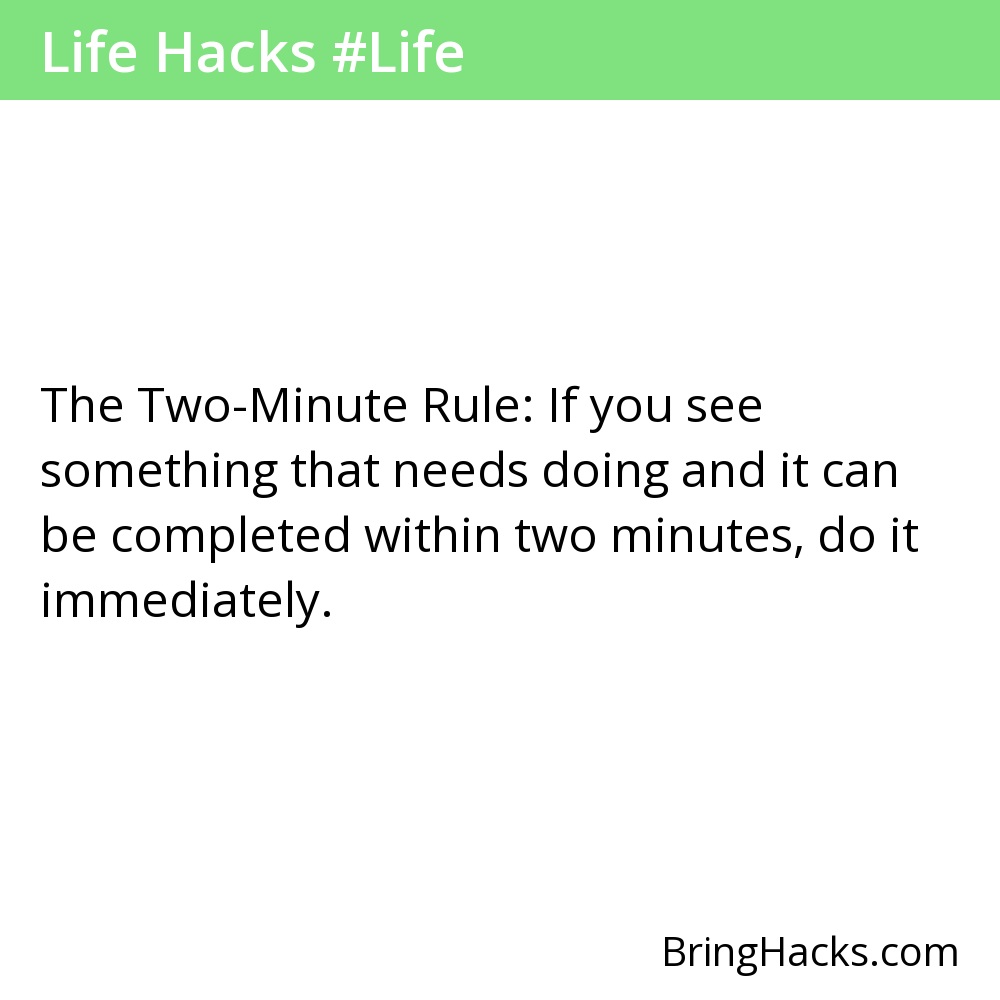 Life Hacks #Life
The Two-Minute Rule: If you see
something that needs doing and it can
be completed within two minutes, do it
immediately.
BringHacks.com